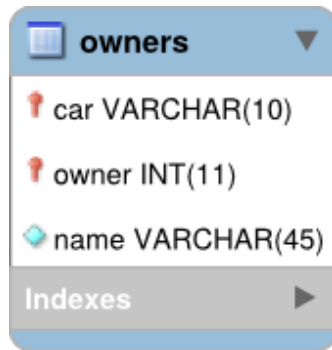 owners
car VARCHAR(10)
owner INT(11)
name VARCHAR(45)
Indexes